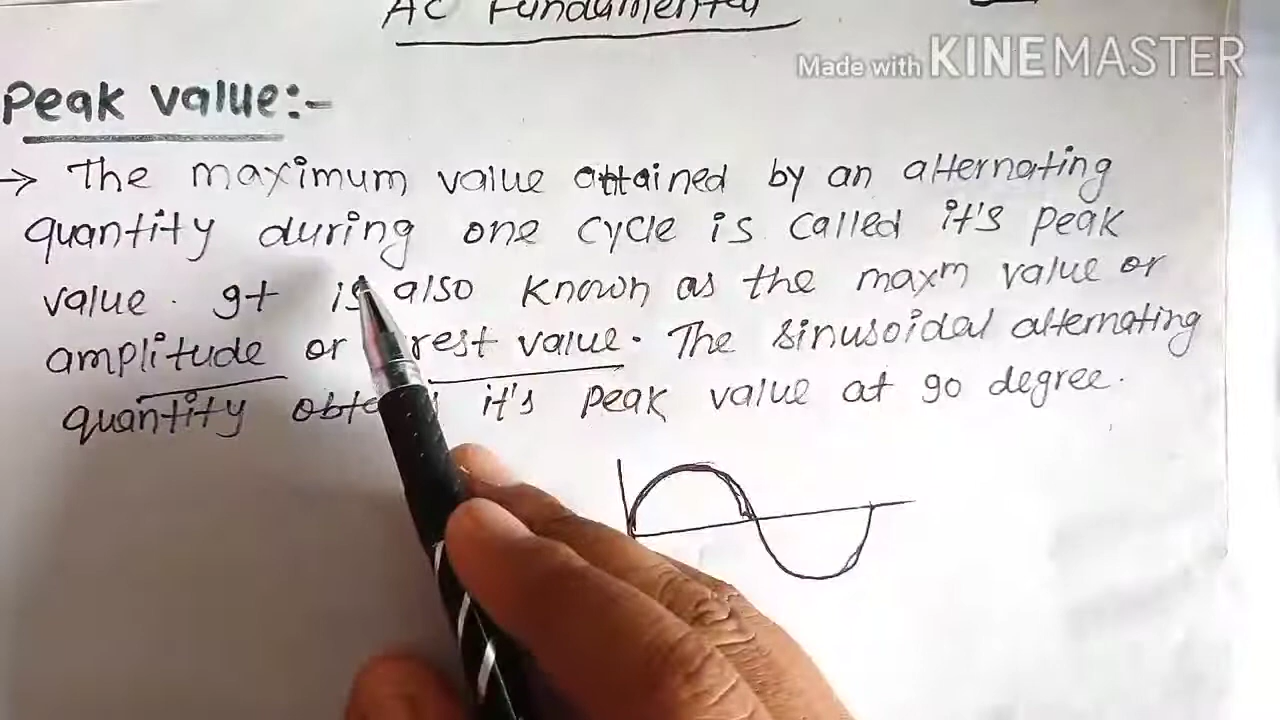 AC Fundamental
Made with KINEMASTER
Peak value:-
→ The maximum value attained by an alternating
quantity during one cycle is called it's peak
value. It is also known as the maxm value or
amplitude or rest value. The sinusoidal alternating
quantity it's peak value at 90 degree.